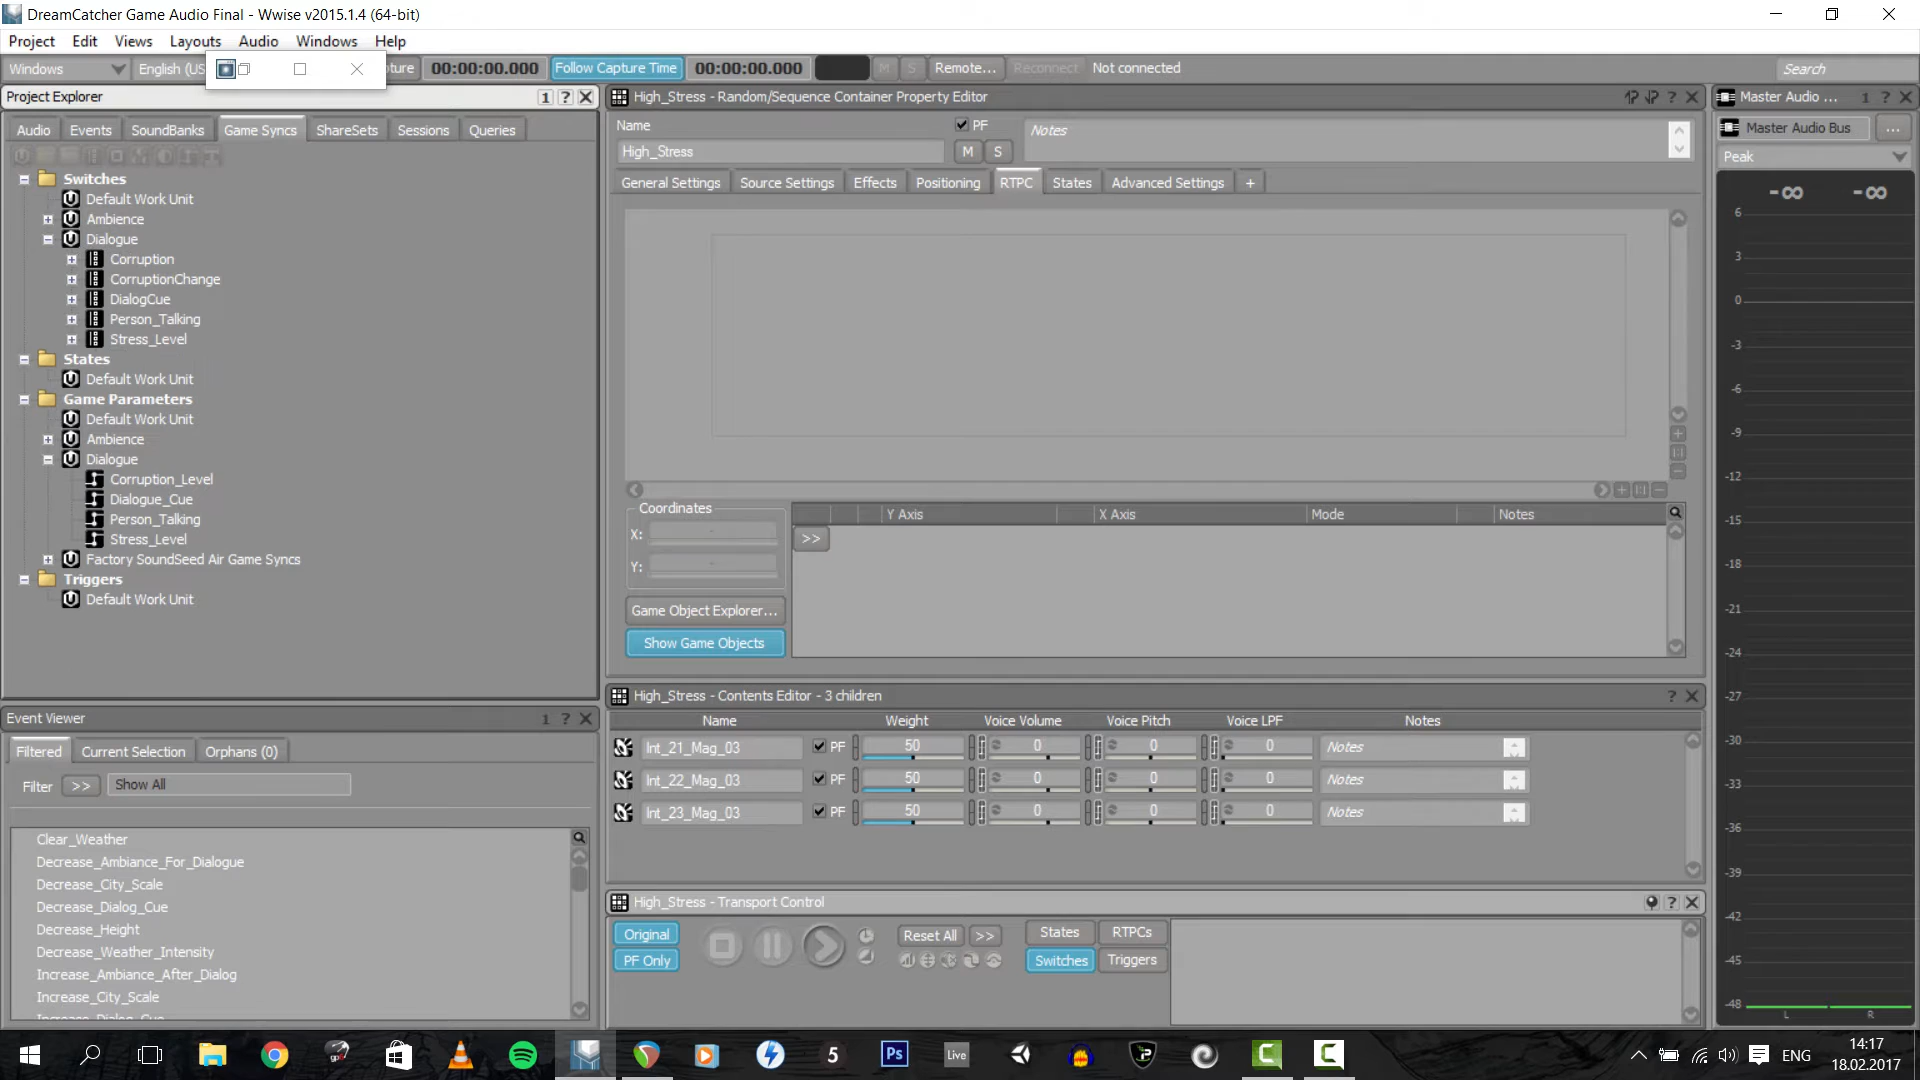 DreamCatcher Game Audio Final - Wwise v2015.1.4 (64-bit)
Project Edit Views Layouts Audio Windows Help
Windows English (US ture 00:00:00.000 Follow Capture Time 00:00:00.000 M S Remote... Reconnect Not connected Search
Project Explorer 1 ?
Audio Events SoundBanks Game Syncs ShareSets Sessions Queries
Switches
Default Work Unit
Ambience
Dialogue
Corruption
CorruptionChange
DialogCue
Person_Talking
Stress_Level
States
Default Work Unit
Game Parameters
Default Work Unit
Ambience
Dialogue
Corruption_Level
Dialogue_Cue
Person_Talking
Stress_Level
Factory SoundSeed Air Game Syncs
Triggers
Default Work Unit
Event Viewer 1 ?
Filtered Current Selection Orphans (0)
Filter >> Show All
Clear_Weather
Decrease_Ambiance_For_Dialogue
Decrease_City_Scale
Decrease_Dialog_Cue
Decrease_Height
Decrease_Weather_Intensity
Increase_Ambiance_After_Dialog
Increase_City_Scale
Increase_Dialog_Cue
High_Stress - Random/Sequence Container Property Editor ?
Name PF Notes
High_Stress M S
General Settings Source Settings Effects Positioning RTPC States Advanced Settings +
Coordinates Y Axis X Axis Mode Notes
X: - >>
Y: -
Game Object Explorer...
Show Game Objects
High_Stress - Contents Editor - 3 children ?
Name Weight Voice Volume Voice Pitch Voice LPF Notes
Int_21_Mag_03 PF 50 0 0 0 Notes
Int_22_Mag_03 PF 50 0 0 0 Notes
Int_23_Mag_03 PF 50 0 0 0 Notes
High_Stress - Transport Control ?
Original Reset All >> States RTPCs
PF Only Switches Triggers
Master Audio ... 1 ?
Master Audio Bus ...
Peak
-∞ -∞
6
3
0
-3
-6
-9
-12
-15
-18
-21
-24
-27
-30
-33
-36
-39
-42
-45
-48
L R
5 Ps Live ENG 14:17
18.02.2017